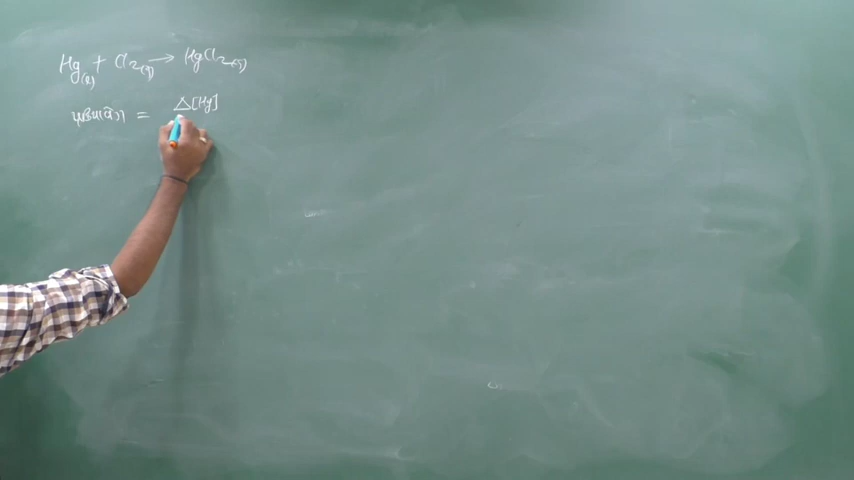 Hg(l) + Cl2(g) → HgCl2(s)
= Δ[Hg]